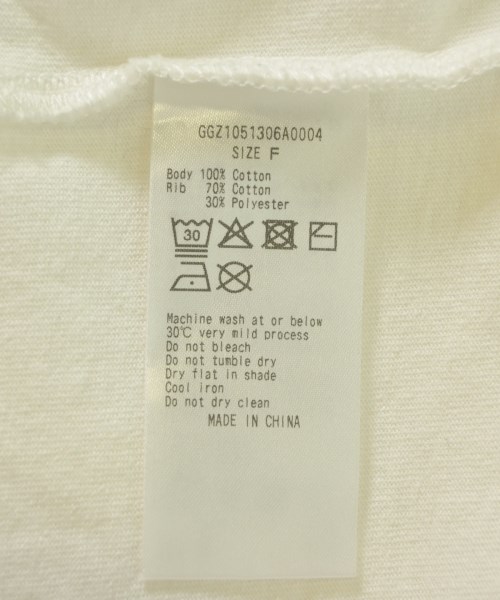 GGZ1051306A0004
SIZE F
Body 100% Cotton
Rib 70% Cotton
30% Polyester
30
Machine wash at or below
30℃ very mild process
Do not bleach
Do not tumble dry
Dry flat in shade
Cool iron
Do not dry clean
MADE IN CHINA